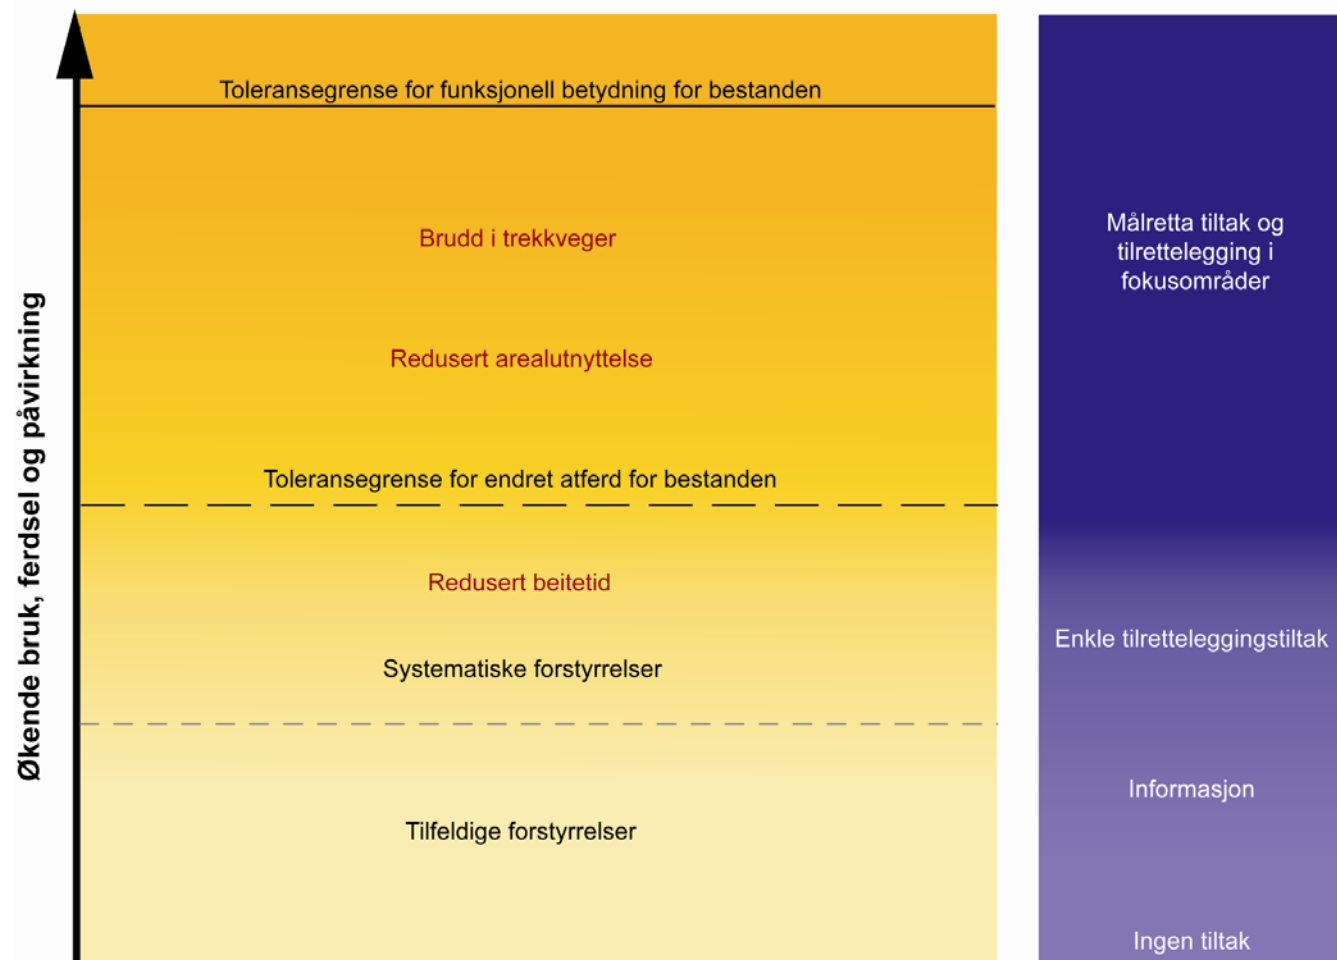 Økende bruk, ferdsel og påvirkning
Toleransegrense for funksjonell betydning for bestanden
Brudd i trekkveger
Redusert arealutnyttelse
Toleransegrense for endret atferd for bestanden
Redusert beitetid
Systematiske forstyrrelser
Tilfeldige forstyrrelser
Målretta tiltak og
tilrettelegging i
fokusområder
Enkle tilretteleggingstiltak
Informasjon
Ingen tiltak